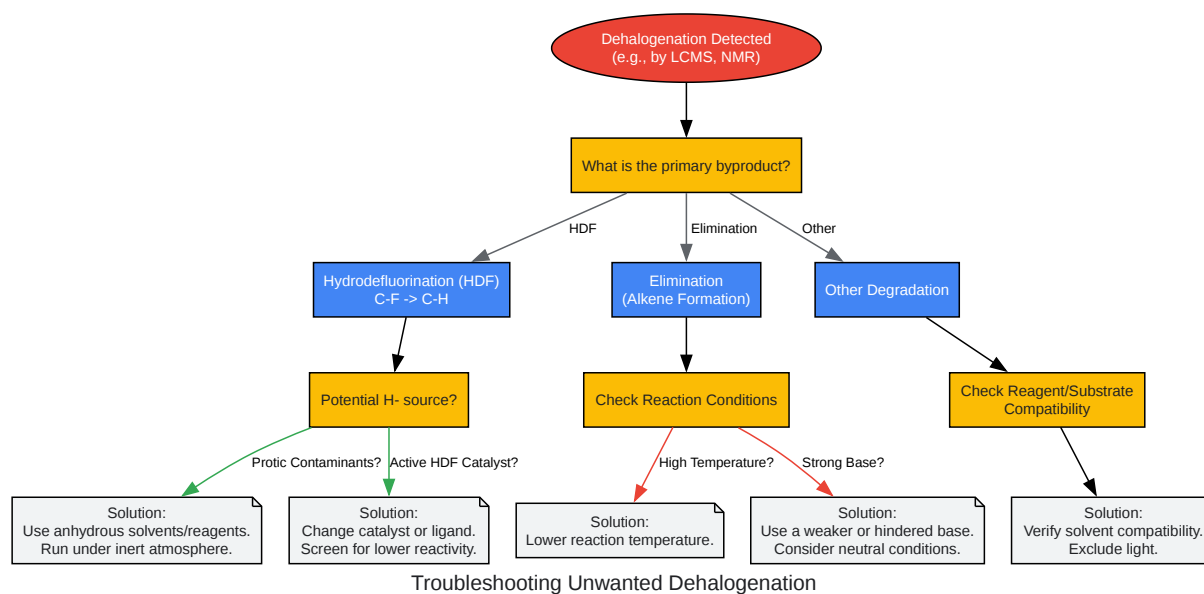 Dehalogenation Detected
(e.g., by LCMS, NMR)
What is the primary byproduct?
HDF
Elimination
Other
Hydrodefluorination (HDF)
C-F -> C-H
Elimination
(Alkene Formation)
Other Degradation
Potential H- source?
Check Reaction Conditions
Check Reagent/Substrate
Compatibility
Protic Contaminants?
Active HDF Catalyst?
High Temperature?
Strong Base?
Solution:
Use anhydrous solvents/reagents.
Run under inert atmosphere.
Solution:
Change catalyst or ligand.
Screen for lower reactivity.
Solution:
Lower reaction temperature.
Solution:
Use a weaker or hindered base.
Consider neutral conditions.
Solution:
Verify solvent compatibility.
Exclude light.
Troubleshooting Unwanted Dehalogenation